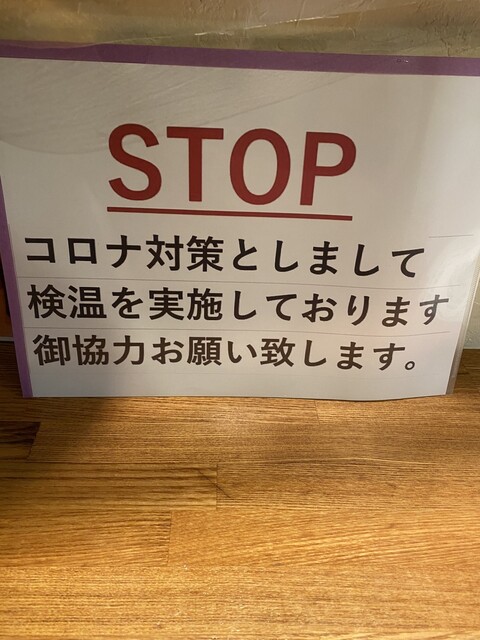 STOP
コロナ対策としまして
検温を実施しております
御協力お願い致します。